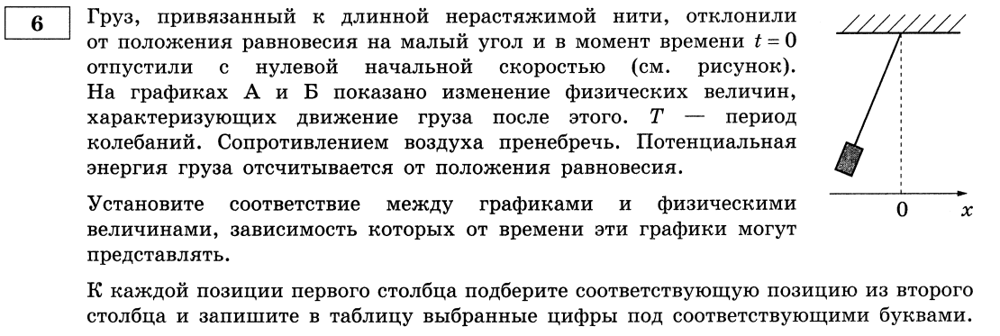 6
Груз, привязанный к длинной нерастяжимой нити, отклонили
от положения равновесия на малый угол и в момент времени t = 0
отпустили с нулевой начальной скоростью (см. рисунок).
На графиках А и Б показано изменение физических величин,
характеризующих движение груза после этого. T — период
колебаний. Сопротивлением воздуха пренебречь. Потенциальная
энергия груза отсчитывается от положения равновесия.
Установите соответствие между графиками и физическими
величинами, зависимость которых от времени эти графики могут
представлять.
К каждой позиции первого столбца подберите соответствующую позицию из второго
столбца и запишите в таблицу выбранные цифры под соответствующими буквами.
0 x